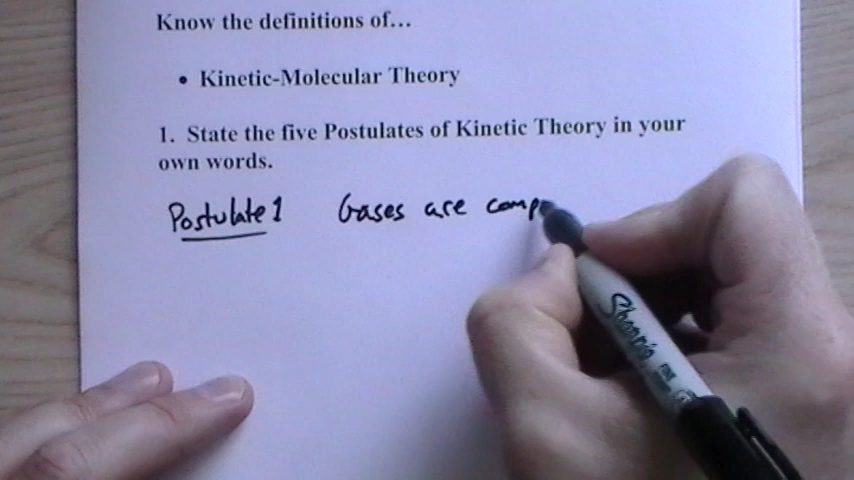 Know the definitions of…
• Kinetic-Molecular Theory
1. State the five Postulates of Kinetic Theory in your
own words.
Postulate 1 Gases are comp
Sharpie